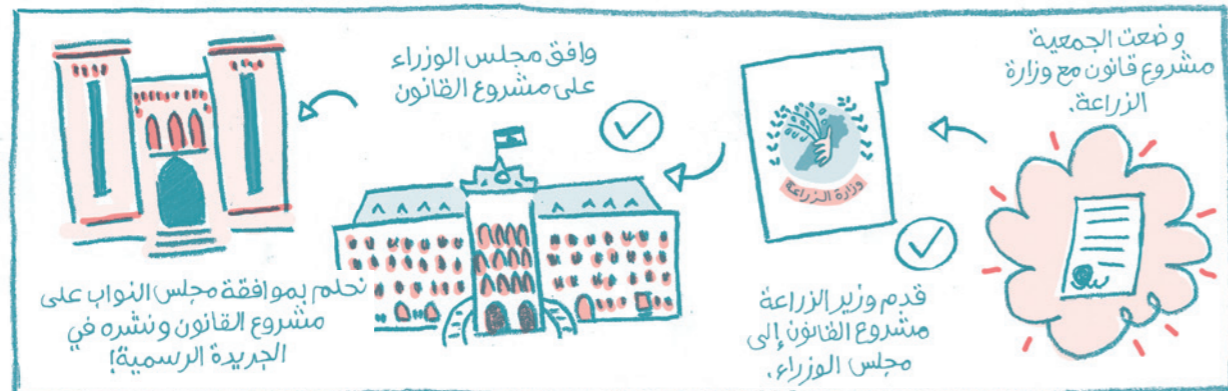 وضعت الجمعية
مشروع قانون مع وزارة
الزراعة.
وزارة الزراعة
قدم وزير الزراعة
مشروع القانون إلى
مجلس الوزراء.
وافق مجلس الوزراء
على مشروع القانون
نحلم بموافقة مجلس النواب على
مشروع القانون ونشره في
الجريدة الرسمية!